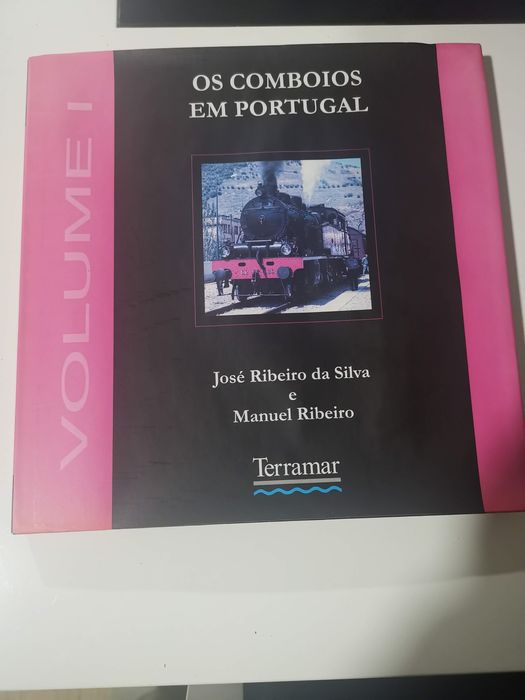 VOLUME I
OS COMBOIOS
EM PORTUGAL
José Ribeiro da Silva
e
Manuel Ribeiro
Terramar